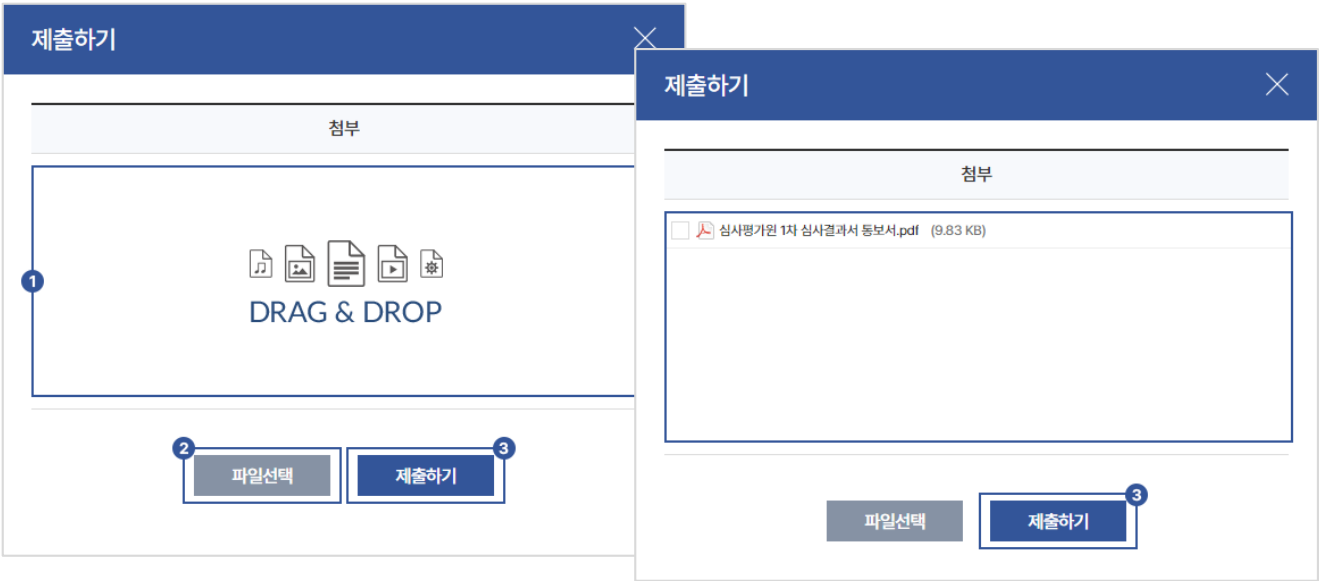 제출하기
첨부
1
DRAG & DROP
2
3
파일선택
제출하기
제출하기
첨부
심사평가원 1차 심사결과서 통보서.pdf (9.83 KB)
3
파일선택
제출하기